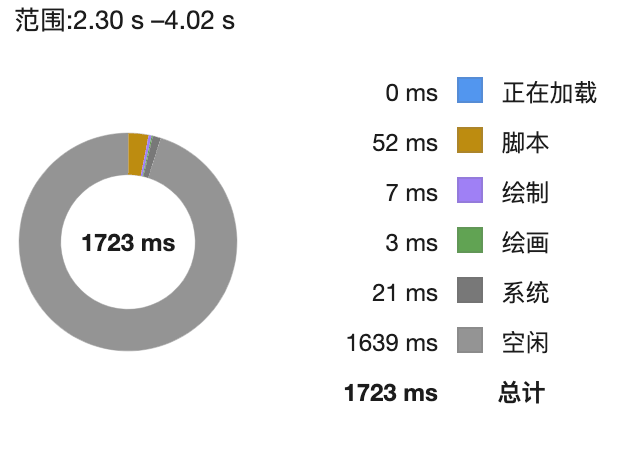 范围:2.30 s –4.02 s
0 ms 正在加载
52 ms 脚本
7 ms 绘制
3 ms 绘画
1723 ms
21 ms 系统
1639 ms 空闲
1723 ms 总计